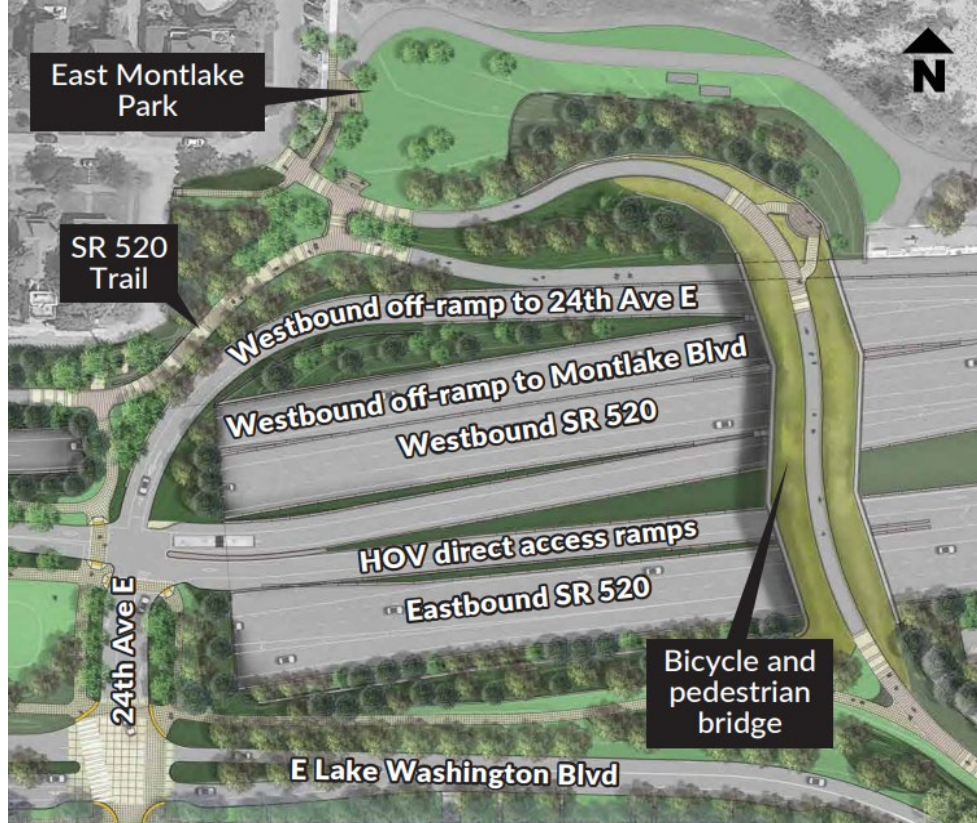 East Montlake
Park
N
SR 520
Trail
Westbound off-ramp to 24th Ave E
Westbound off-ramp to Montlake Blvd
Westbound SR 520
HOV direct access ramps
Eastbound SR 520
24th Ave E
Bicycle and
pedestrian
bridge
E Lake Washington Blvd